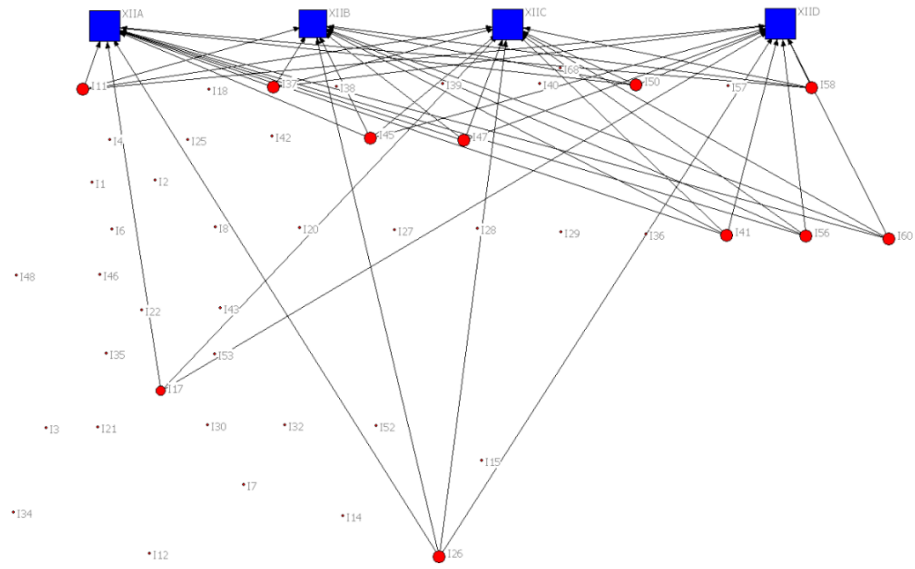 XIIA XIIB XIIC XIID
I68
I11 I18 I37 I38 I39 I40 I50 I57 I58
I4 I25 I42 I45 I47
I1 I2
I6 I8 I20 I27 I28 I29 I36 I41 I56 I60
I48 I46
I22 I43
I35 I53
I17
I3 I21 I30 I32 I52
I15
I7
I34 I14
I12 I26